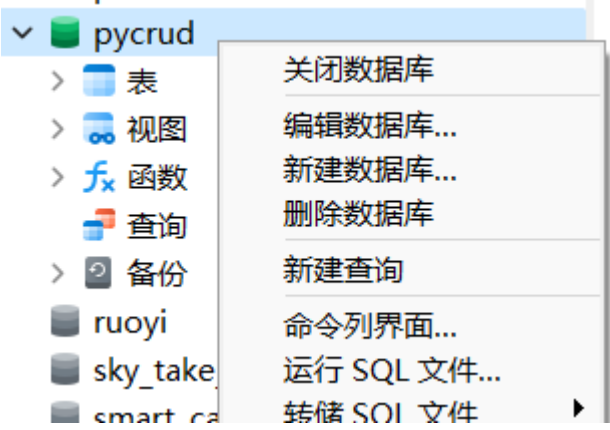 pycrud
表
视图
函数
查询
备份
ruoyi
sky_take_
smart_ca
关闭数据库
编辑数据库...
新建数据库...
删除数据库
新建查询
命令列界面...
运行 SQL 文件...
转储 SQL 文件